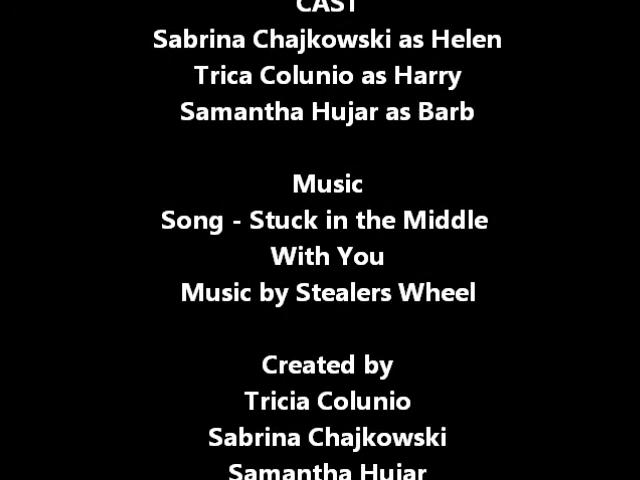 CAST
Sabrina Chajkowski as Helen
Trica Colunio as Harry
Samantha Hujar as Barb
Music
Song - Stuck in the Middle
With You
Music by Stealers Wheel
Created by
Tricia Colunio
Sabrina Chajkowski
Samantha Hujar